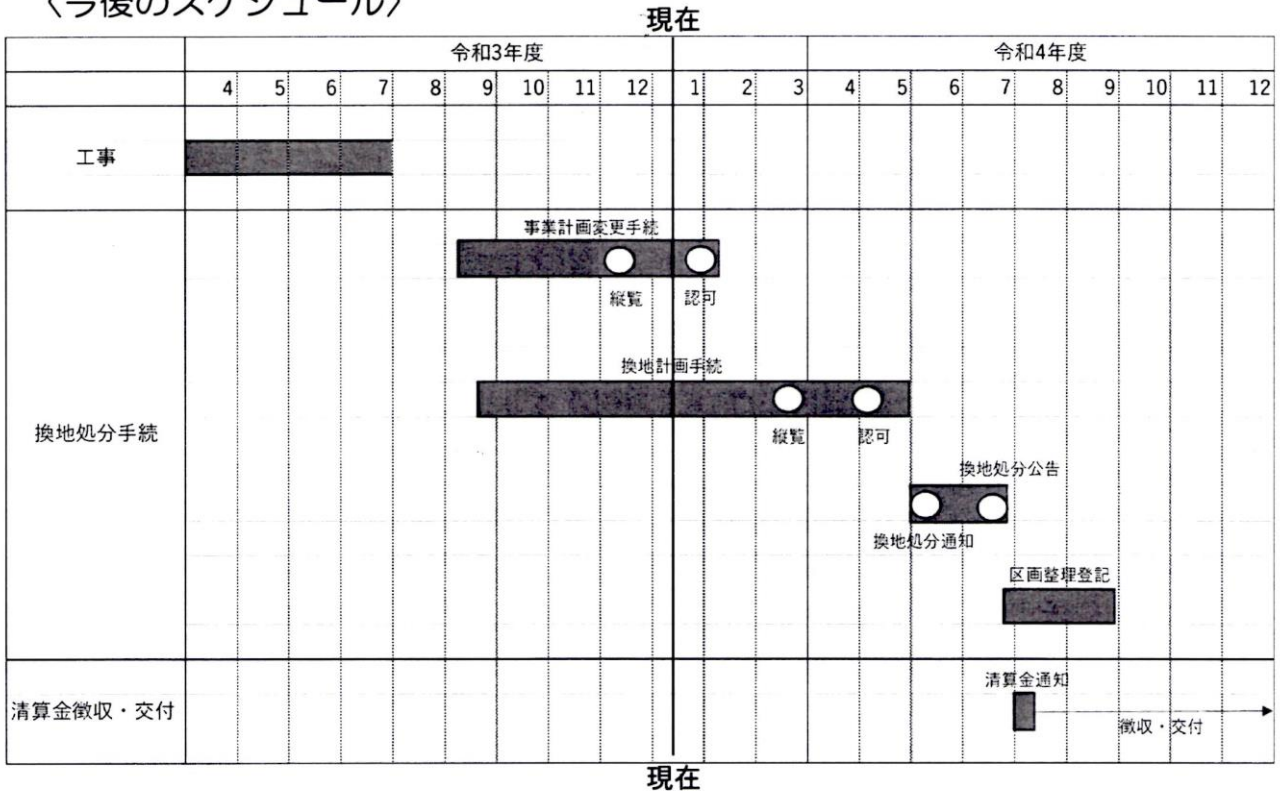 〈今後のスケジュール〉
現在
令和3年度 令和4年度
4 5 6 7 8 9 10 11 12 1 2 3 4 5 6 7 8 9 10 11 12
工事
事業計画変更手続
縦覧 認可
換地計画手続
縦覧 認可
換地処分手続
換地処分公告
換地処分通知
区画整理登記
清算金通知
清算金徴収・交付
徴収・交付
現在